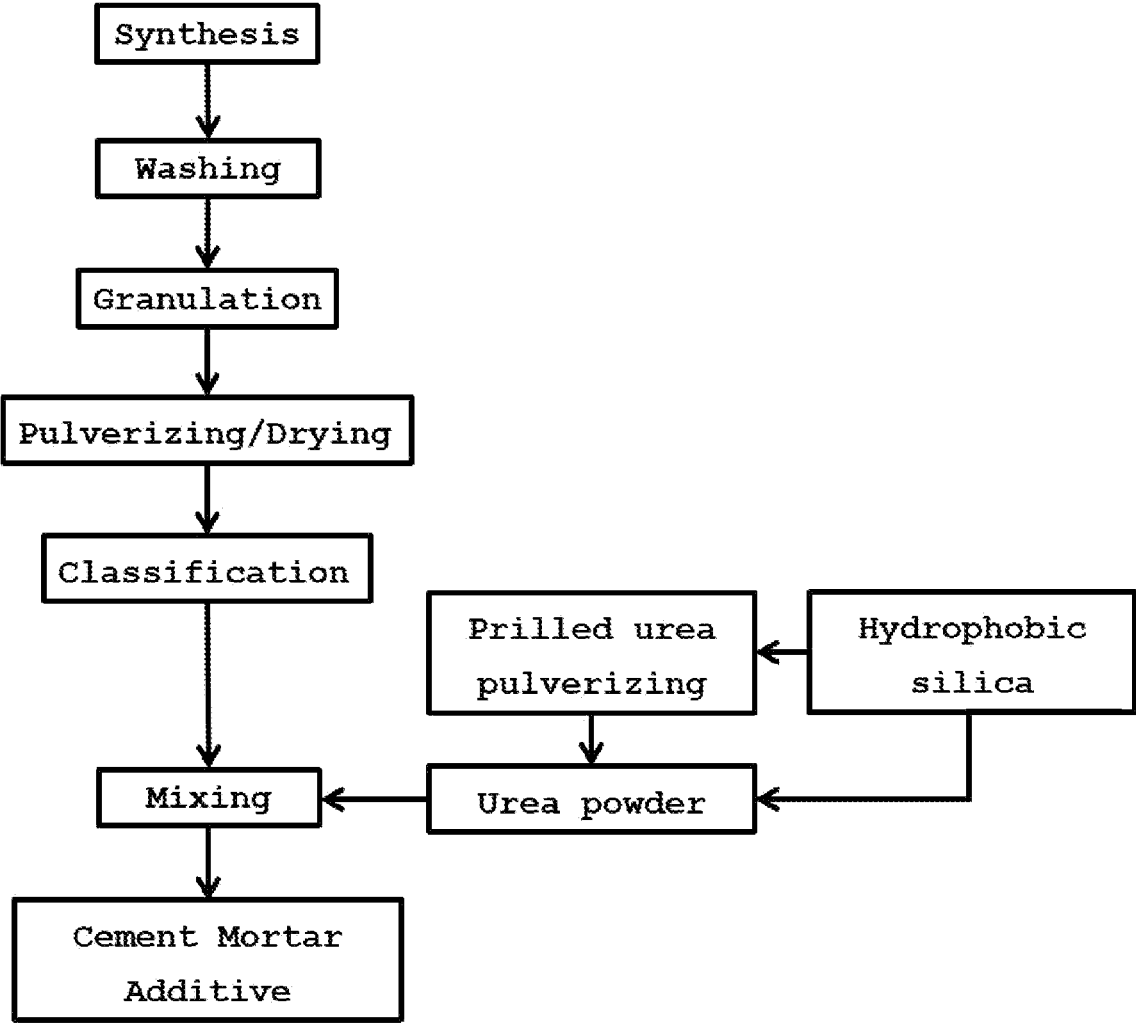 Synthesis
Washing
Granulation
Pulverizing/Drying
Classification
Prilled urea
pulverizing
Hydrophobic
silica
Mixing
Urea powder
Cement Mortar
Additive